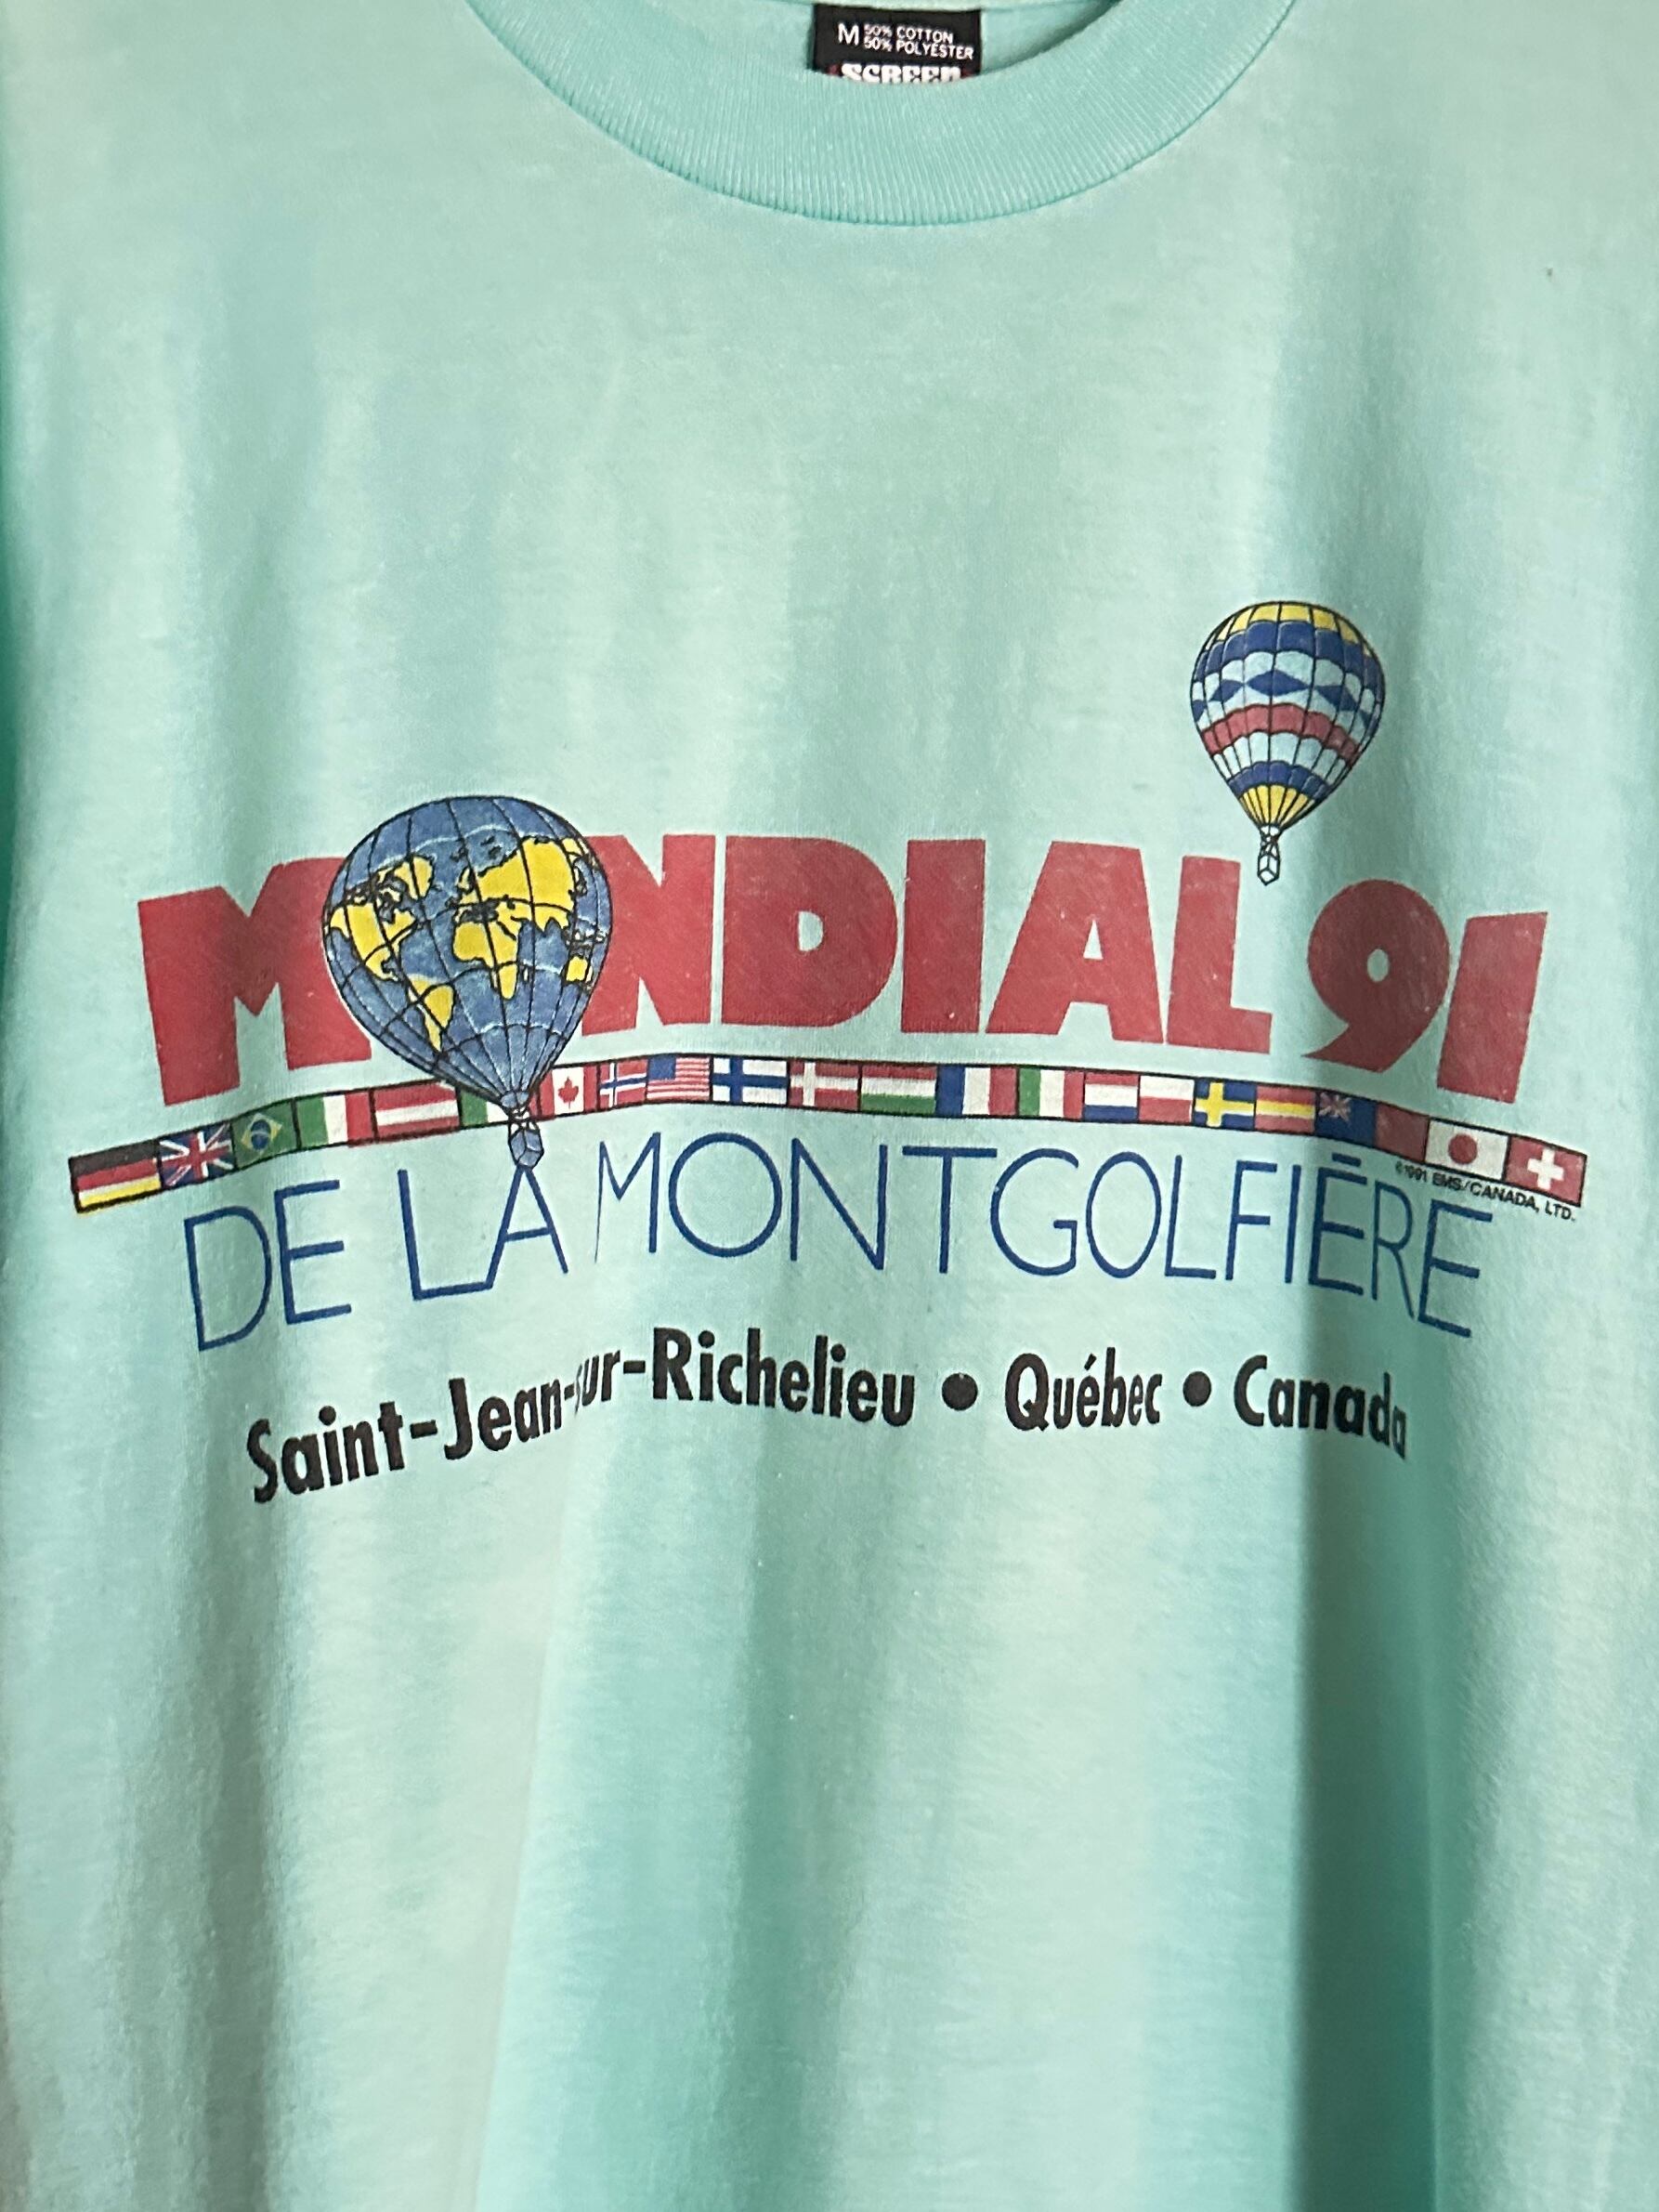 M 50% COTTON
50% POLYESTER
SCREEN
MONDIAL '91
©1991 BMS/CANADA, LTD.
DE LA MONTGOLFIÈRE
Saint-Jean-sur-Richelieu • Québec • Canada